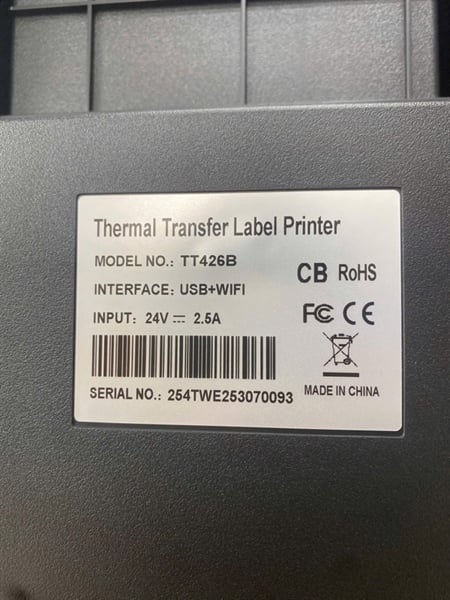 Thermal Transfer Label Printer
MODEL NO.: TT426B
INTERFACE: USB+WIFI
INPUT: 24V ⎓ 2.5A
SERIAL NO.: 254TWE253070093
CB RoHS
FC CE
MADE IN CHINA